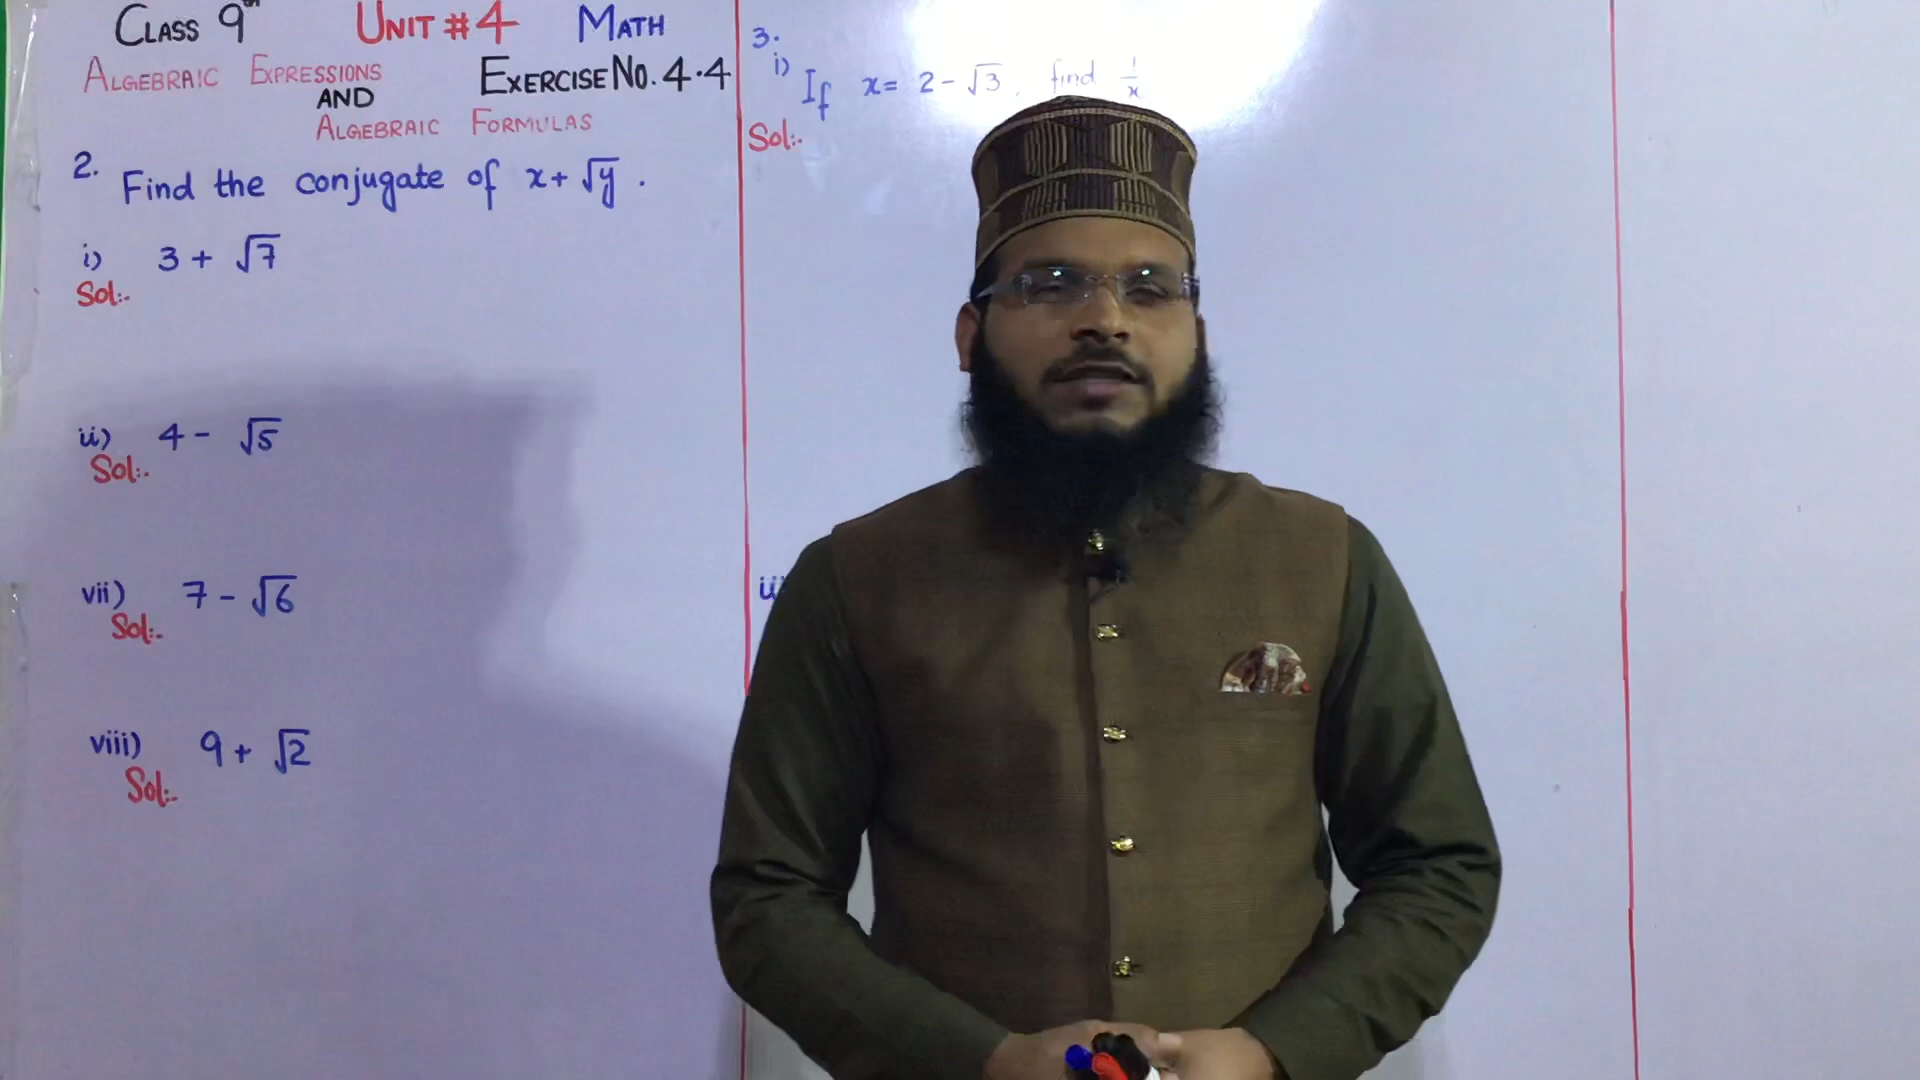 CLASS 9th UNIT #4 MATH
ALGEBRAIC EXPRESSIONS EXERCISE NO. 4.4
AND
ALGEBRAIC FORMULAS
2. Find the conjugate of x+√y .
i) 3 + √7
Sol:-
ii) 4 - √5
Sol:-
vii) 7 - √6
Sol:-
viii) 9 + √2
Sol:-
3.
i) If x = 2 - √3 , find 1/x
Sol:-